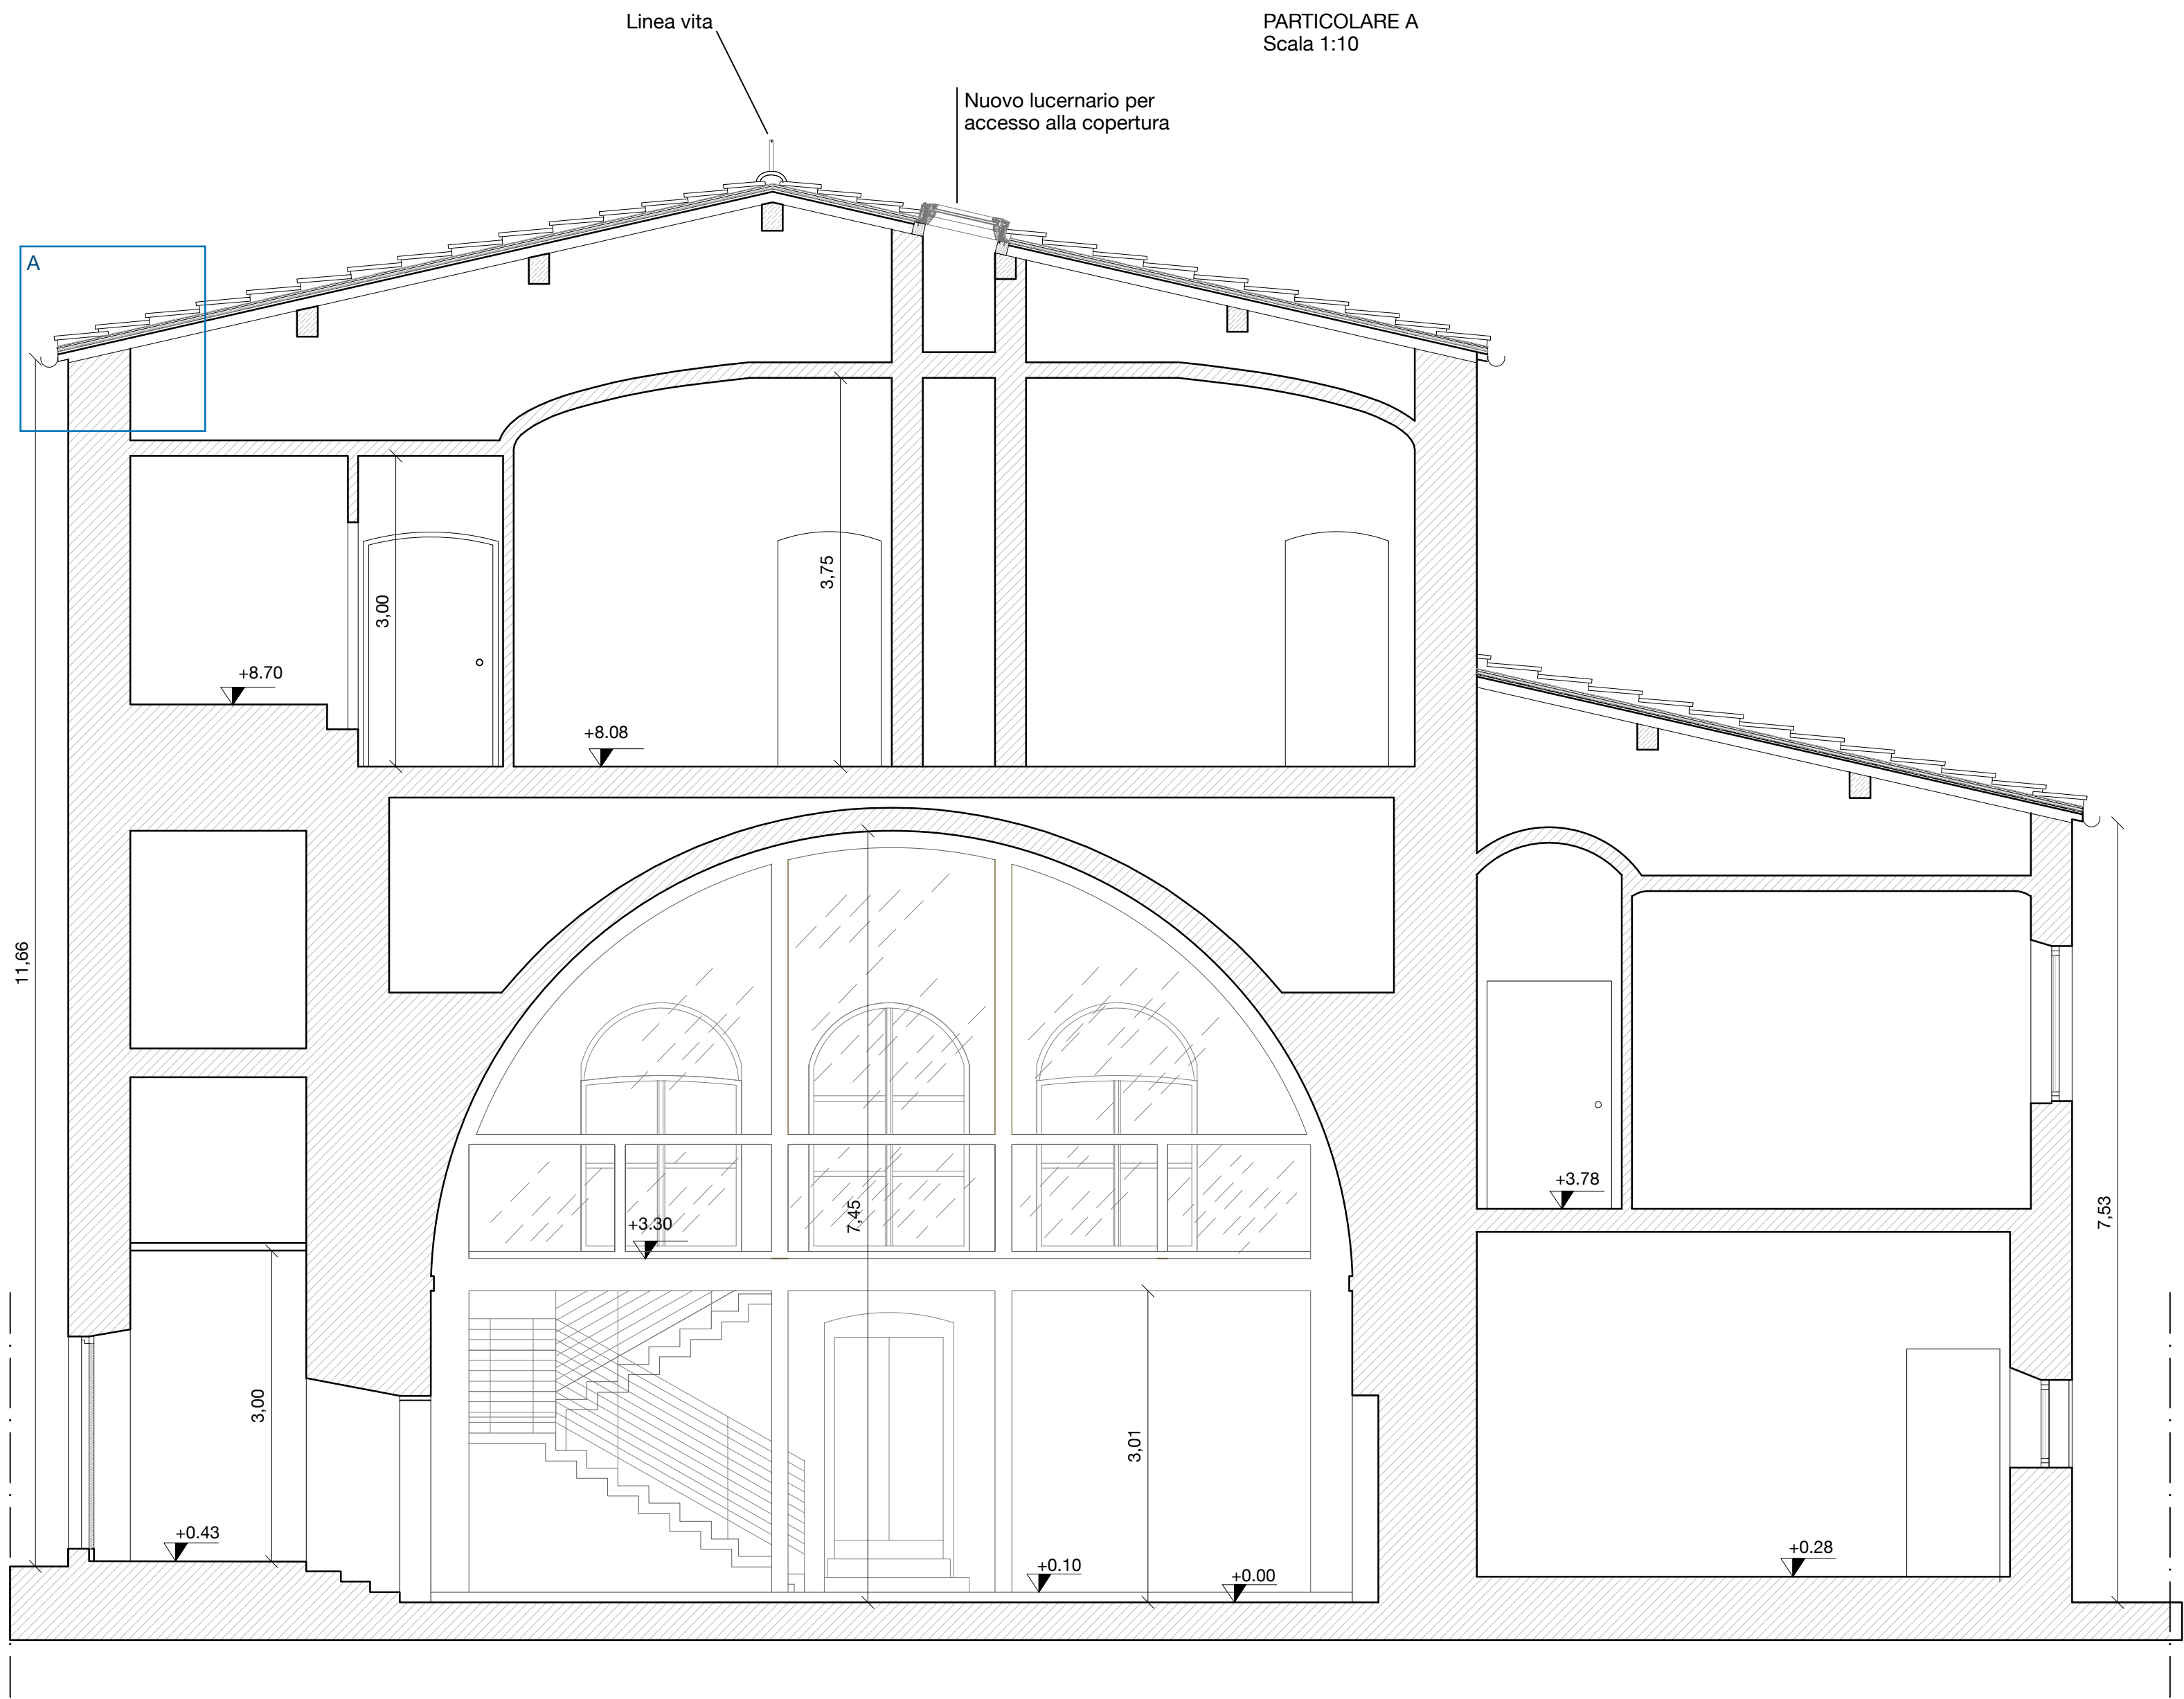 Linea vita
PARTICOLARE A
Scala 1:10
Nuovo lucernario per
accesso alla copertura
A
3,75
3,00
+8.70
+8.08
11,66
+3.78
7,53
7,45
+3.30
3,00
3,01
+0.43
+0.10
+0.00
+0.28